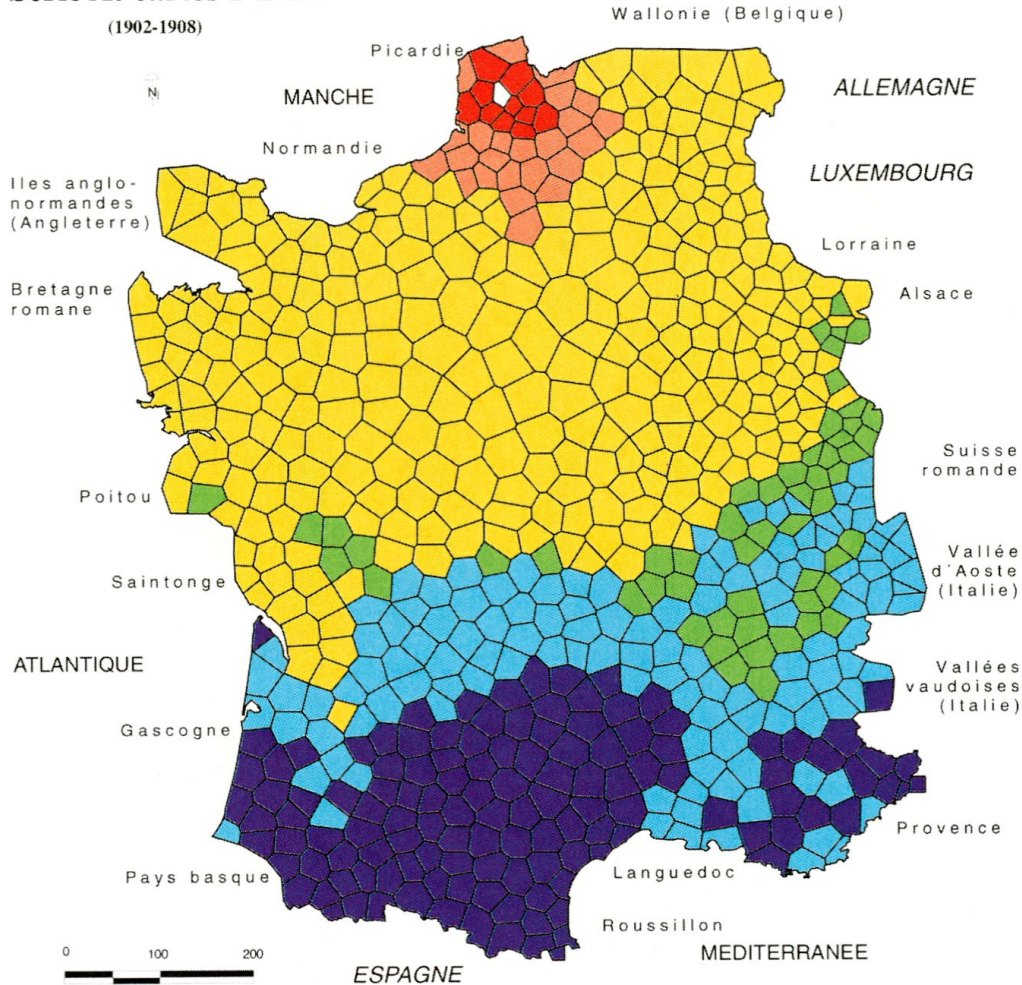 (1902-1908)
Wallonie (Belgique)
Picardie
N
MANCHE
ALLEMAGNE
Normandie
LUXEMBOURG
Iles anglo-
normandes
(Angleterre)
Lorraine
Bretagne
romane
Alsace
Suisse
romande
Poitou
Vallée
d'Aoste
(Italie)
Saintonge
ATLANTIQUE
Vallées
vaudoises
(Italie)
Gascogne
Provence
Pays basque
Languedoc
Roussillon
MEDITERRANEE
0 100 200
ESPAGNE